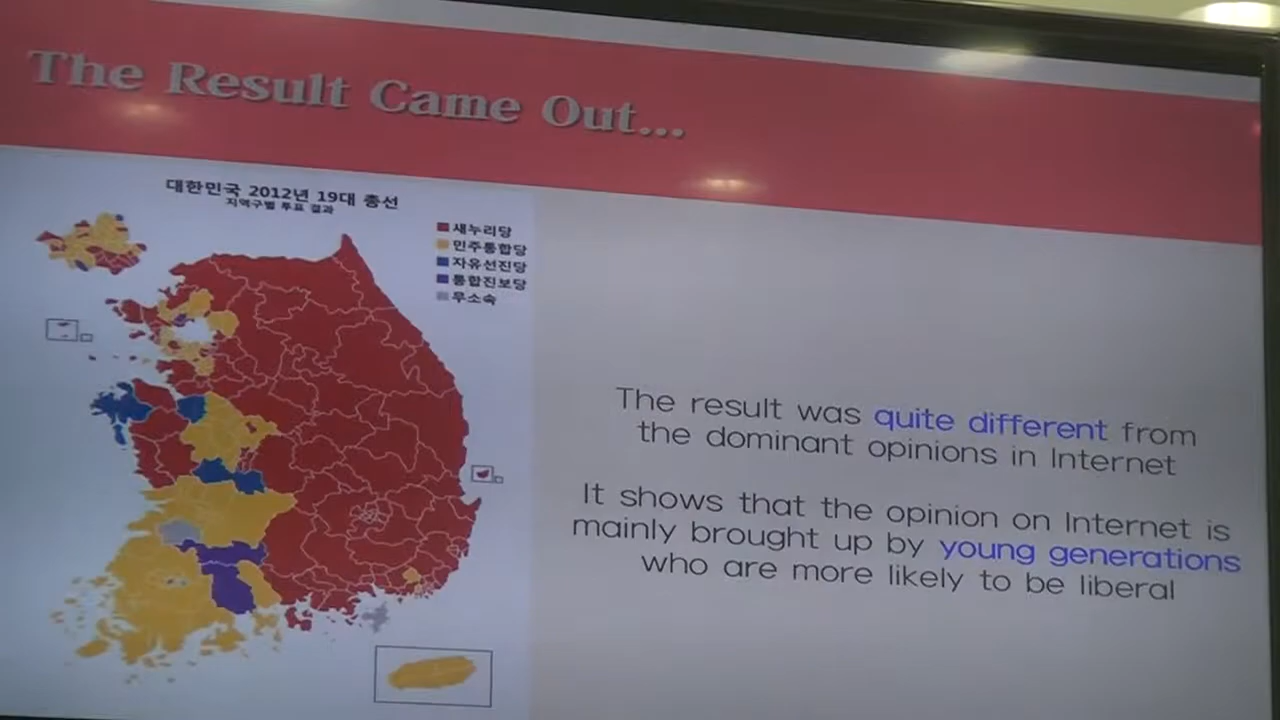 The Result Came Out...
대한민국 2012년 19대 총선
지역구별 투표 결과
새누리당
민주통합당
자유선진당
통합진보당
무소속
The result was quite different from
the dominant opinions in Internet
It shows that the opinion on Internet is
mainly brought up by young generations
who are more likely to be liberal